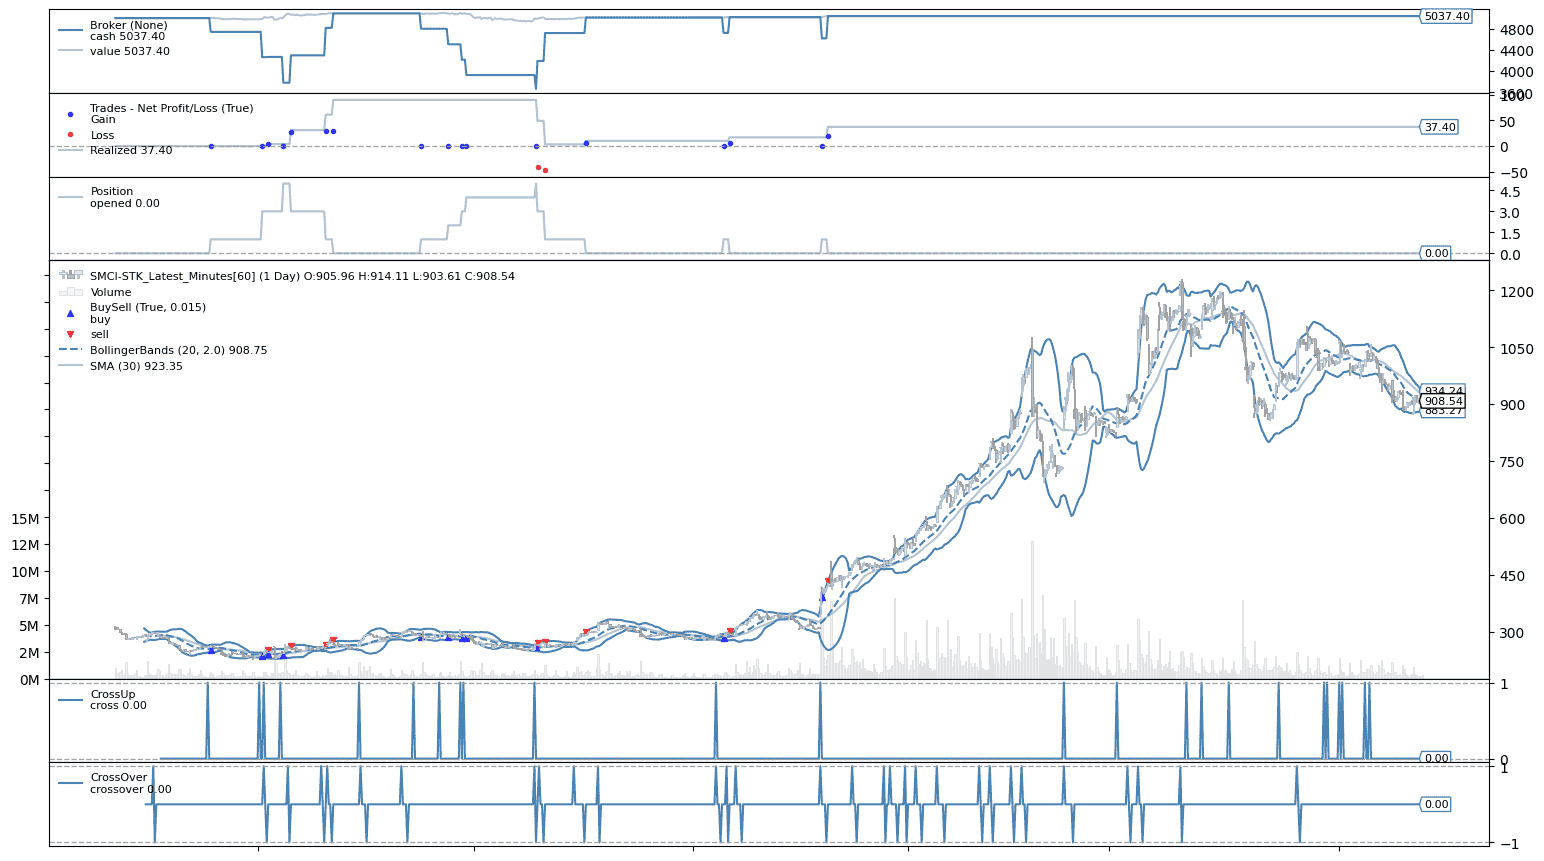 Broker (None)
cash 5037.40
value 5037.40
5037.40
4800
4400
4000
3600
Trades - Net Profit/Loss (True)
Gain
Loss
Realized 37.40
100
50
37.40
0
−50
Position
opened 0.00
4.5
3.0
1.5
0.00
0.0
SMCI-STK_Latest_Minutes[60] (1 Day) O:905.96 H:914.11 L:903.61 C:908.54
Volume
BuySell (True, 0.015)
buy
sell
BollingerBands (20, 2.0) 908.75
SMA (30) 923.35
1200
1050
934.24
908.54
883.27
900
750
600
450
300
15M
12M
10M
7M
5M
2M
0M
CrossUp
cross 0.00
1
0.00
0
CrossOver
crossover 0.00
1
0.00
−1